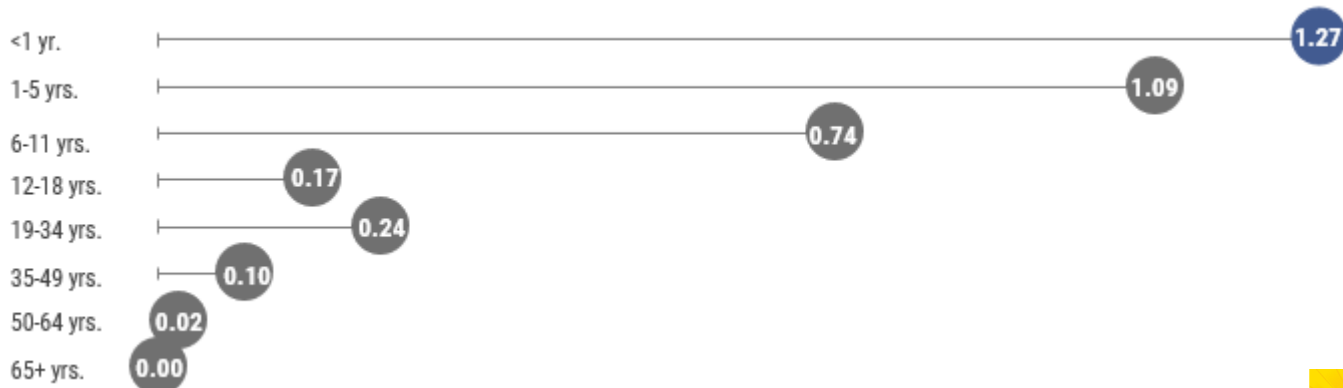 <1 yr. 1.27
1-5 yrs. 1.09
6-11 yrs. 0.74
12-18 yrs. 0.17
19-34 yrs. 0.24
35-49 yrs. 0.10
50-64 yrs. 0.02
65+ yrs. 0.00